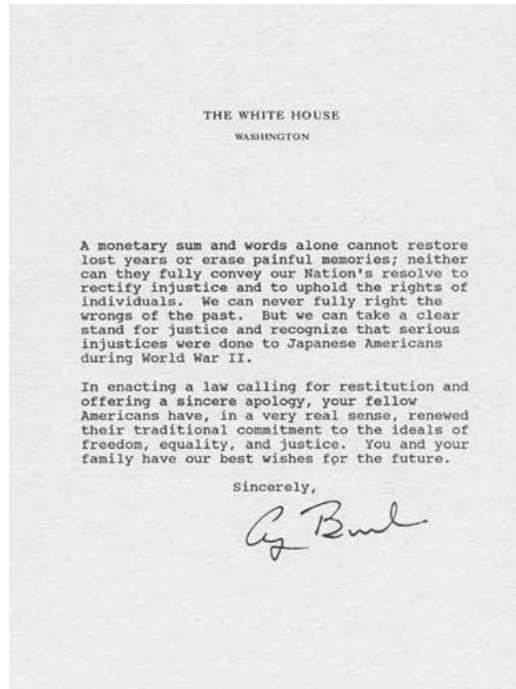 THE WHITE HOUSE
WASHINGTON
A monetary sum and words alone cannot restore
lost years or erase painful memories; neither
can they fully convey our Nation's resolve to
rectify injustice and to uphold the rights of
individuals. We can never fully right the
wrongs of the past. But we can take a clear
stand for justice and recognize that serious
injustices were done to Japanese Americans
during World War II.
In enacting a law calling for restitution and
offering a sincere apology, your fellow
Americans have, in a very real sense, renewed
their traditional commitment to the ideals of
freedom, equality, and justice. You and your
family have our best wishes for the future.
Sincerely,